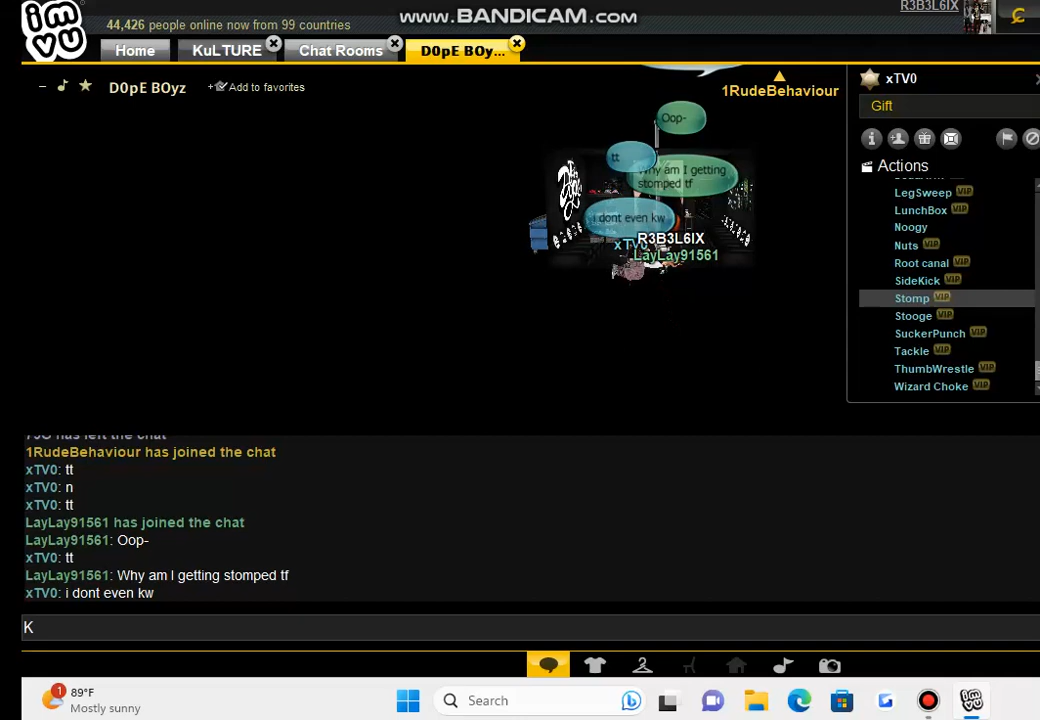 www.BANDICAM.com
R3B3L6IX
imvu
44,426 people online now from 99 countries
Home
KuLTURE
Chat Rooms
D0pE BOy...
D0pE BOyz
+ Add to favorites
1RudeBehaviour
xTV0
Gift
Actions
LegSweep VIP
LunchBox VIP
Noogy
Nuts VIP
Root canal VIP
SideKick VIP
Stomp VIP
Stooge VIP
SuckerPunch VIP
Tackle VIP
ThumbWrestle VIP
Wizard Choke VIP
Oop-
tt
Why am I getting
stomped tf
i dont even kw
R3B3L6IX
xTV0
LayLay91561
1RudeBehaviour has joined the chat
xTV0: tt
xTV0: n
xTV0: tt
LayLay91561 has joined the chat
LayLay91561: Oop-
xTV0: tt
LayLay91561: Why am I getting stomped tf
xTV0: i dont even kw
K
1
89°F
Mostly sunny
Search
imvu